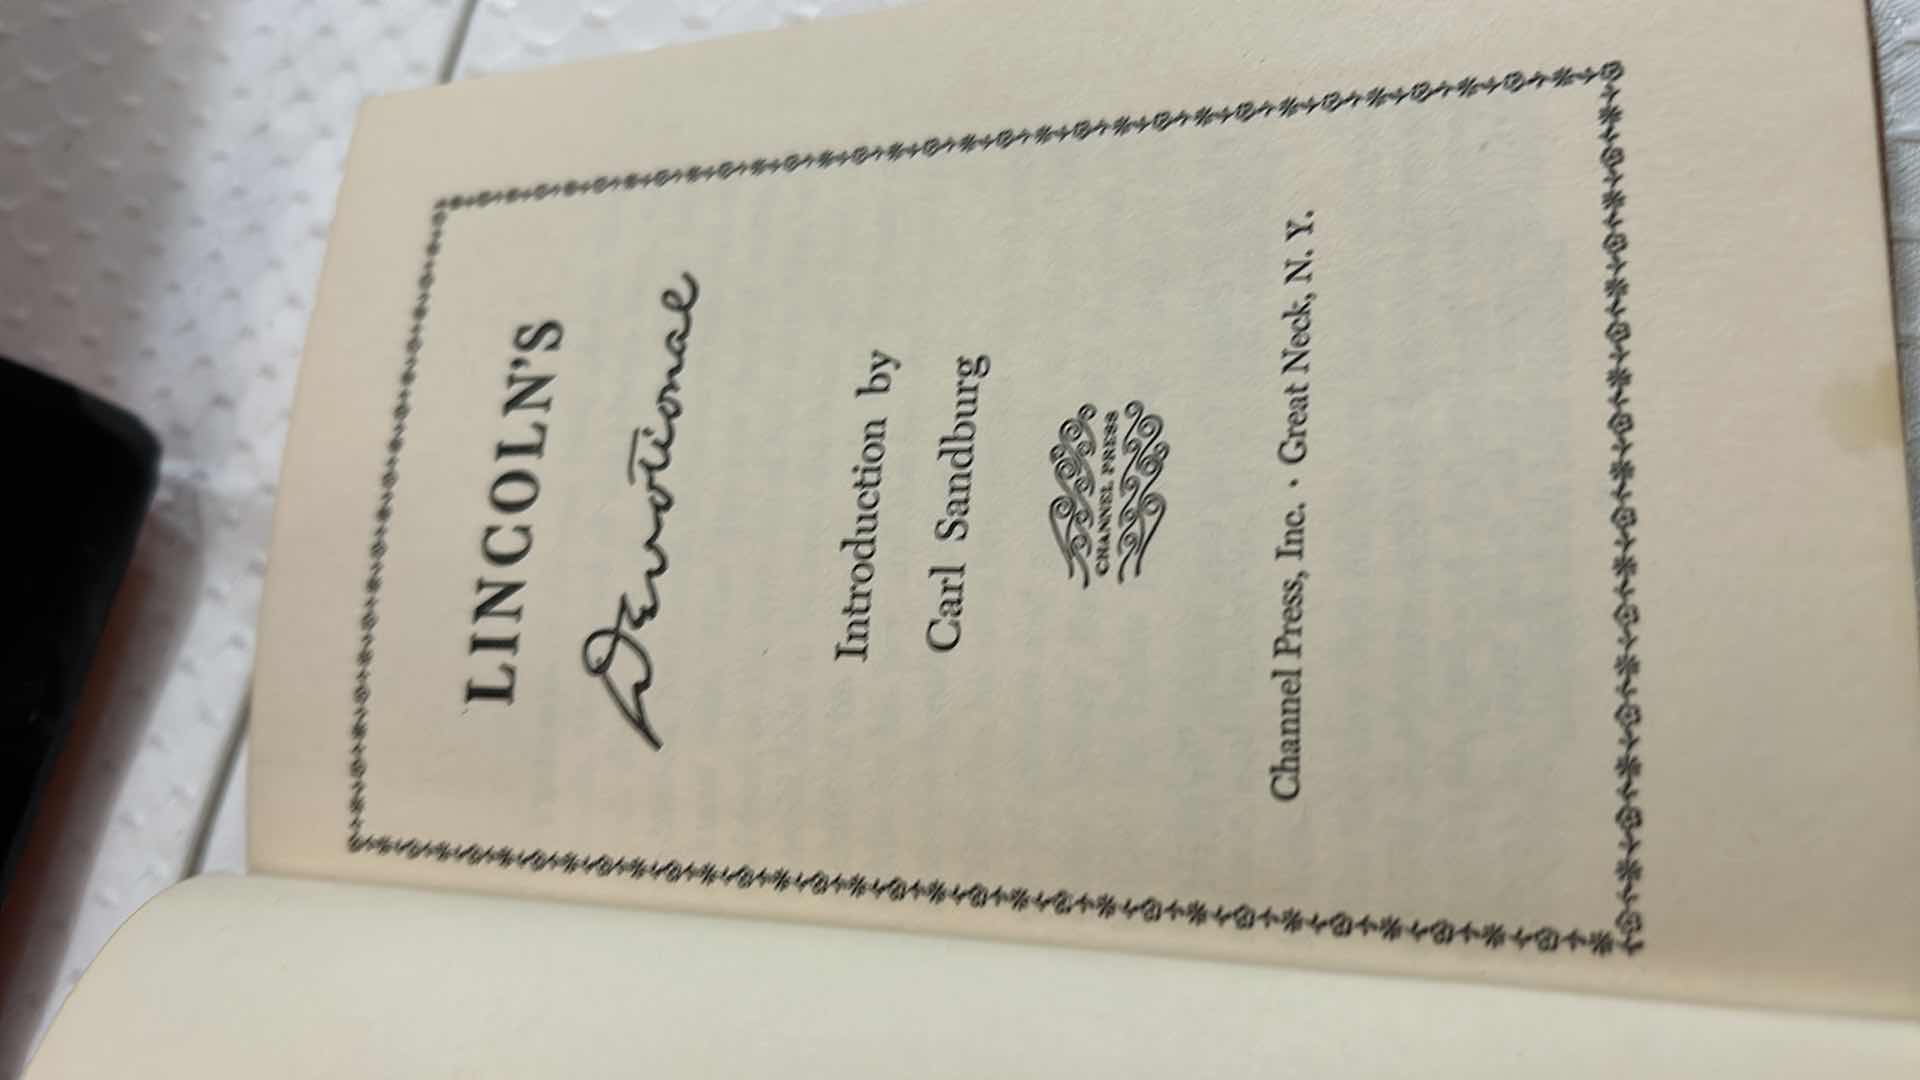 LINCOLN'S
Devotional
Introduction by
Carl Sandburg
CHANNEL PRESS
Channel Press, Inc. · Great Neck, N. Y.